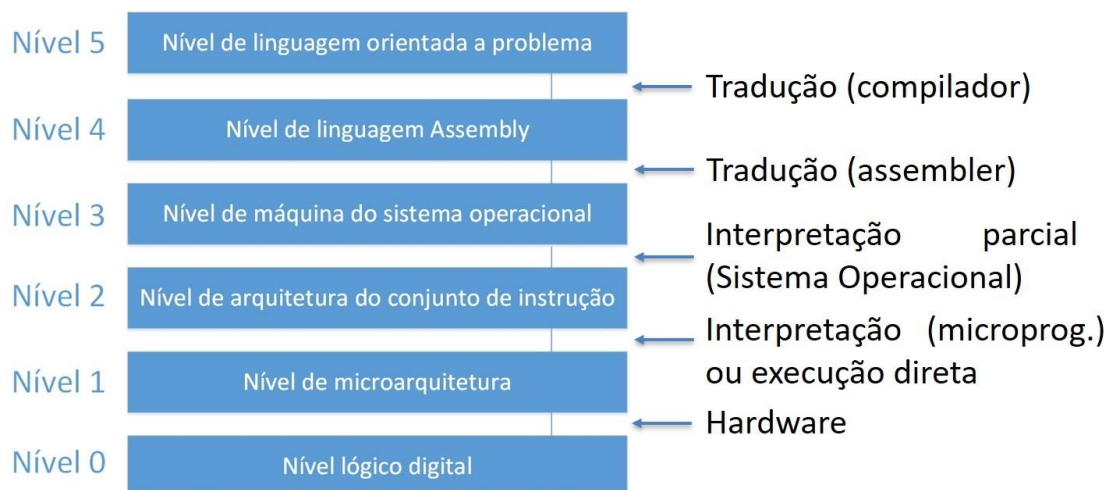 Nível 5
Nível de linguagem orientada a problema
Tradução (compilador)
Nível 4
Nível de linguagem Assembly
Tradução (assembler)
Nível 3
Nível de máquina do sistema operacional
Interpretação parcial
(Sistema Operacional)
Nível 2
Nível de arquitetura do conjunto de instrução
Interpretação (microprog.)
ou execução direta
Nível 1
Nível de microarquitetura
Hardware
Nível 0
Nível lógico digital